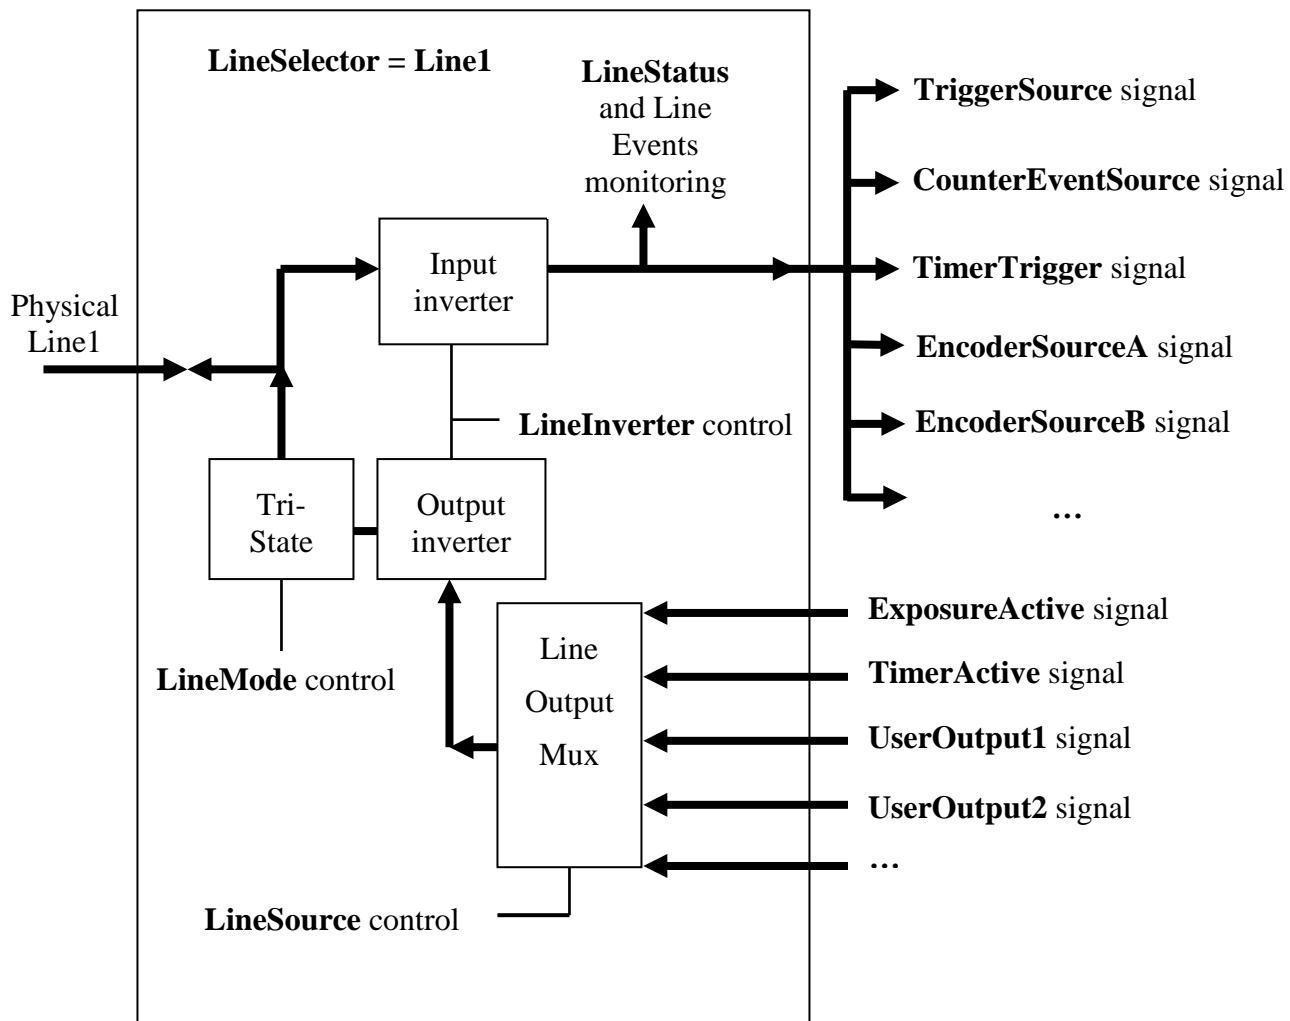 LineSelector = Line1
LineStatus
and Line
Events
monitoring
TriggerSource signal
CounterEventSource signal
TimerTrigger signal
EncoderSourceA signal
EncoderSourceB signal
...
Physical
Line1
Input
inverter
LineInverter control
Tri-
State
Output
inverter
LineMode control
Line
Output
Mux
LineSource control
ExposureActive signal
TimerActive signal
UserOutput1 signal
UserOutput2 signal
...